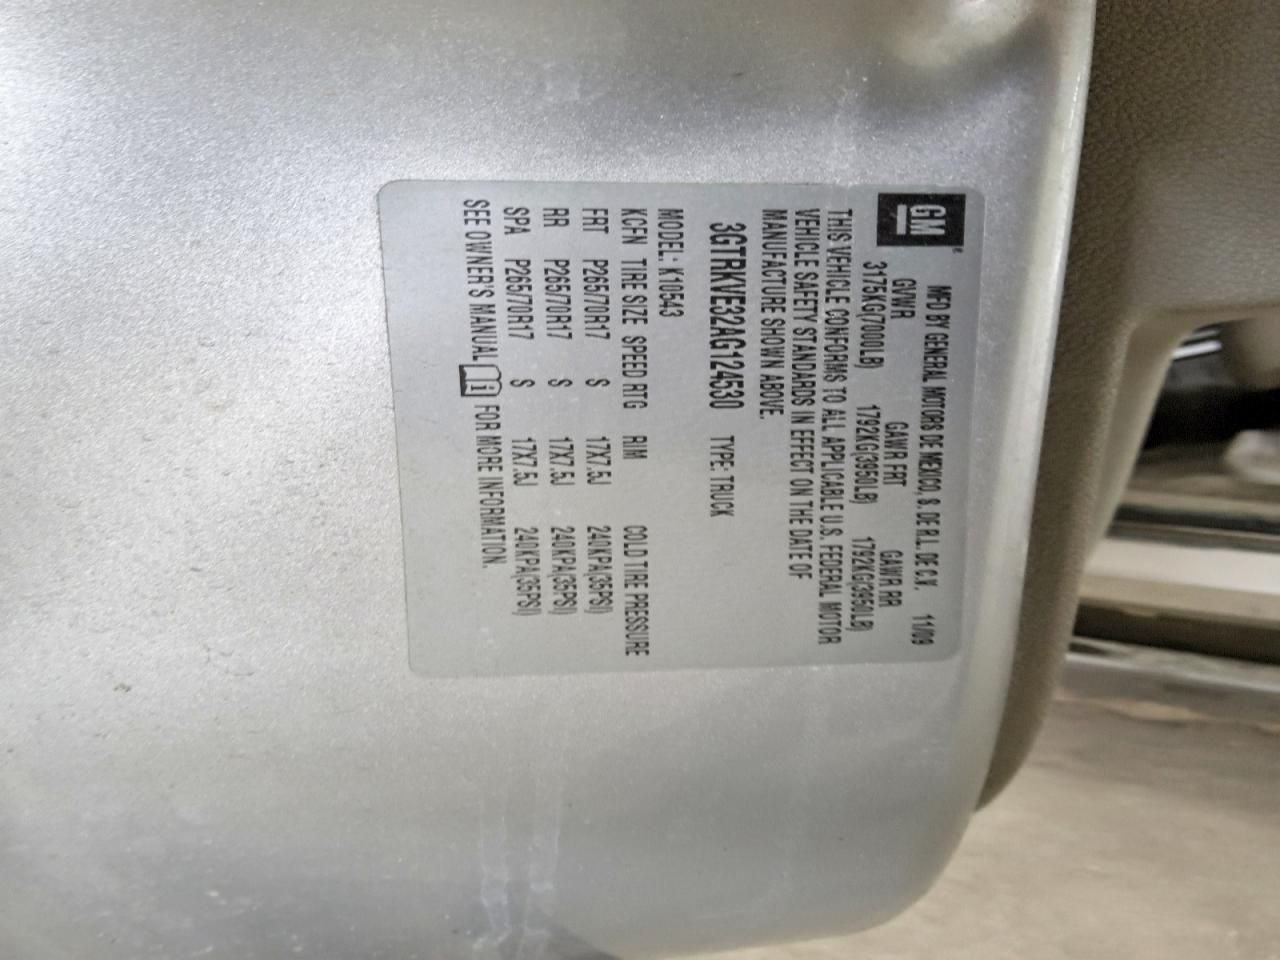 GM
MFD BY GENERAL MOTORS DE MEXICO, S. DE R.L. DE C.V. 11/09
GVWR GAWR FRT GAWR RR
3175KG(7000LB) 1792KG(3950LB) 1792KG(3950LB)
THIS VEHICLE CONFORMS TO ALL APPLICABLE U.S. FEDERAL MOTOR
VEHICLE SAFETY STANDARDS IN EFFECT ON THE DATE OF
MANUFACTURE SHOWN ABOVE.
3GTRKVE32AG124530 TYPE: TRUCK
MODEL: K10543
KCFN TIRE SIZE SPEED RTG RIM COLD TIRE PRESSURE
FRT P265/70R17 S 17X7.5J 240KPA(35PSI)
RR P265/70R17 S 17X7.5J 240KPA(35PSI)
SPA P265/70R17 S 17X7.5J 240KPA(35PSI)
SEE OWNER'S MANUAL i FOR MORE INFORMATION.